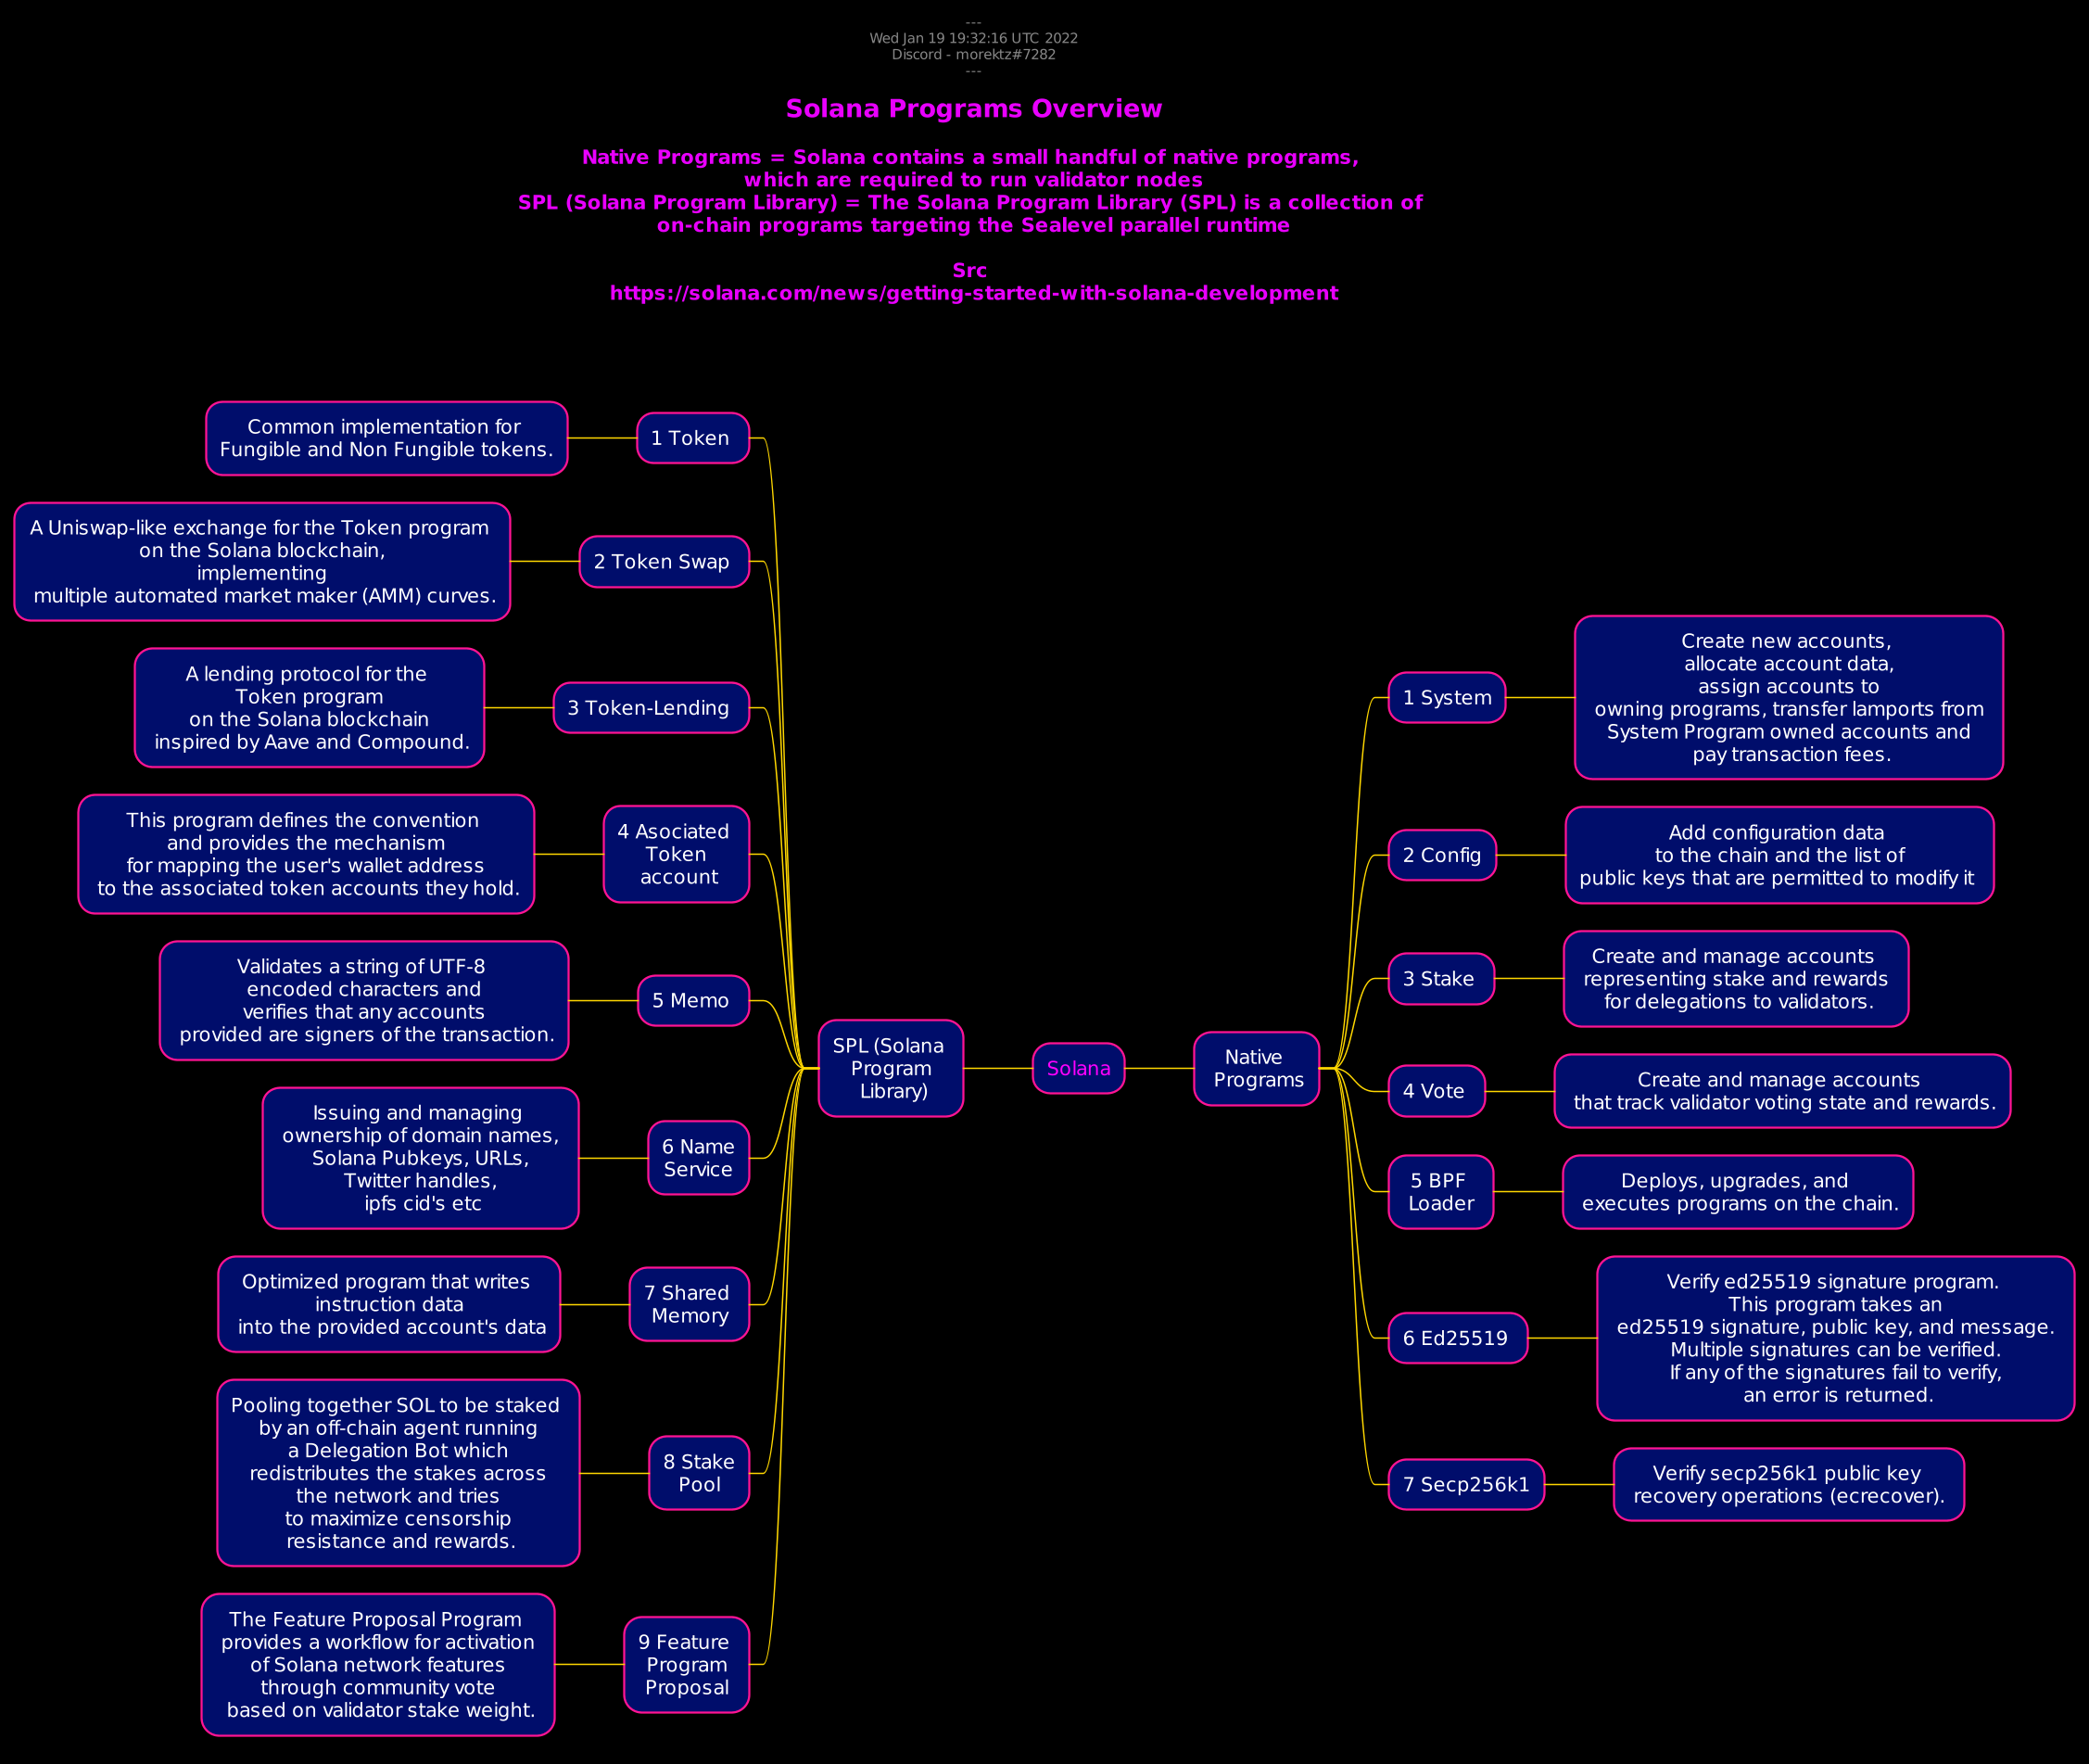 ---
Wed Jan 19 19:32:16 UTC 2022
Discord - morektz#7282
---
Solana Programs Overview
Native Programs = Solana contains a small handful of native programs,
which are required to run validator nodes
SPL (Solana Program Library) = The Solana Program Library (SPL) is a collection of
on-chain programs targeting the Sealevel parallel runtime
Src
https://solana.com/news/getting-started-with-solana-development
Solana
SPL (Solana
Program
Library)
1 Token
Common implementation for
Fungible and Non Fungible tokens.
2 Token Swap
A Uniswap-like exchange for the Token program
on the Solana blockchain,
implementing
multiple automated market maker (AMM) curves.
3 Token-Lending
A lending protocol for the
Token program
on the Solana blockchain
inspired by Aave and Compound.
4 Asociated
Token
account
This program defines the convention
and provides the mechanism
for mapping the user's wallet address
to the associated token accounts they hold.
5 Memo
Validates a string of UTF-8
encoded characters and
verifies that any accounts
provided are signers of the transaction.
6 Name
Service
Issuing and managing
ownership of domain names,
Solana Pubkeys, URLs,
Twitter handles,
ipfs cid's etc
7 Shared
Memory
Optimized program that writes
instruction data
into the provided account's data
8 Stake
Pool
Pooling together SOL to be staked
by an off-chain agent running
a Delegation Bot which
redistributes the stakes across
the network and tries
to maximize censorship
resistance and rewards.
9 Feature
Program
Proposal
The Feature Proposal Program
provides a workflow for activation
of Solana network features
through community vote
based on validator stake weight.
Native
Programs
1 System
Create new accounts,
allocate account data,
assign accounts to
owning programs, transfer lamports from
System Program owned accounts and
pay transaction fees.
2 Config
Add configuration data
to the chain and the list of
public keys that are permitted to modify it
3 Stake
Create and manage accounts
representing stake and rewards
for delegations to validators.
4 Vote
Create and manage accounts
that track validator voting state and rewards.
5 BPF
Loader
Deploys, upgrades, and
executes programs on the chain.
6 Ed25519
Verify ed25519 signature program.
This program takes an
ed25519 signature, public key, and message.
Multiple signatures can be verified.
If any of the signatures fail to verify,
an error is returned.
7 Secp256k1
Verify secp256k1 public key
recovery operations (ecrecover).